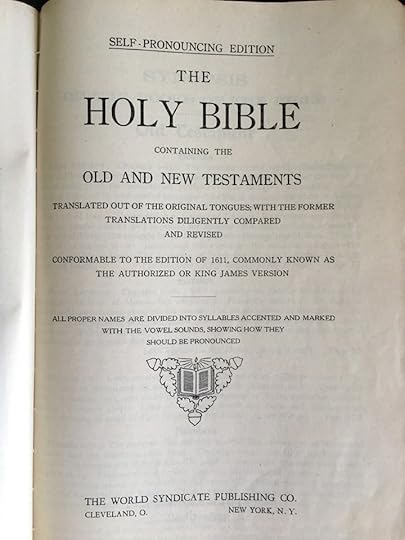 SELF-PRONOUNCING EDITION
THE
HOLY BIBLE
CONTAINING THE
OLD AND NEW TESTAMENTS
TRANSLATED OUT OF THE ORIGINAL TONGUES; WITH THE FORMER
TRANSLATIONS DILIGENTLY COMPARED
AND REVISED
CONFORMABLE TO THE EDITION OF 1611, COMMONLY KNOWN AS
THE AUTHORIZED OR KING JAMES VERSION
ALL PROPER NAMES ARE DIVIDED INTO SYLLABLES ACCENTED AND MARKED
WITH THE VOWEL SOUNDS, SHOWING HOW THEY
SHOULD BE PRONOUNCED
THE WORLD SYNDICATE PUBLISHING CO.
CLEVELAND, O. NEW YORK, N. Y.